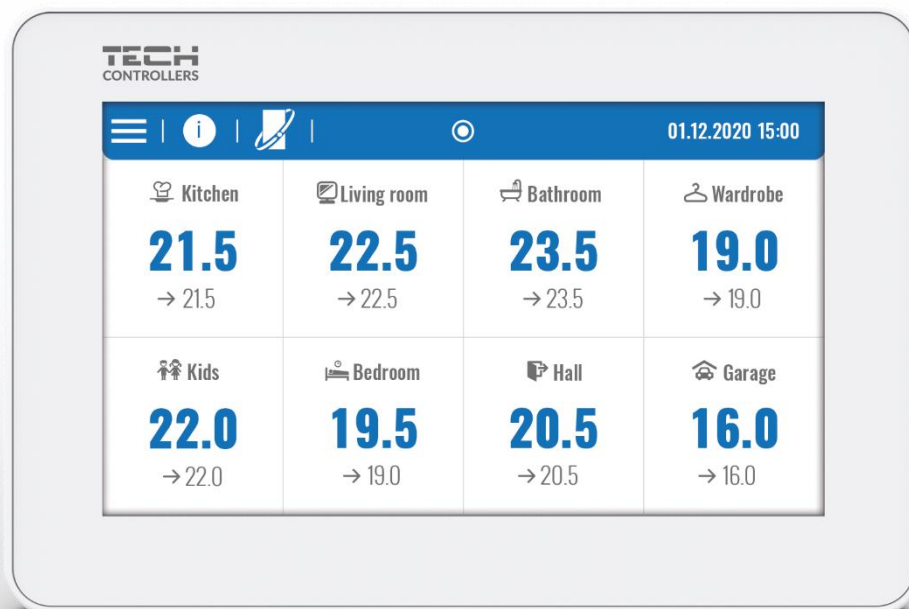 TECH
CONTROLLERS
i
01.12.2020 15:00
Kitchen
21.5
→ 21.5
Living room
22.5
→ 22.5
Bathroom
23.5
→ 23.5
Wardrobe
19.0
→ 19.0
Kids
22.0
→ 22.0
Bedroom
19.5
→ 19.0
Hall
20.5
→ 20.5
Garage
16.0
→ 16.0